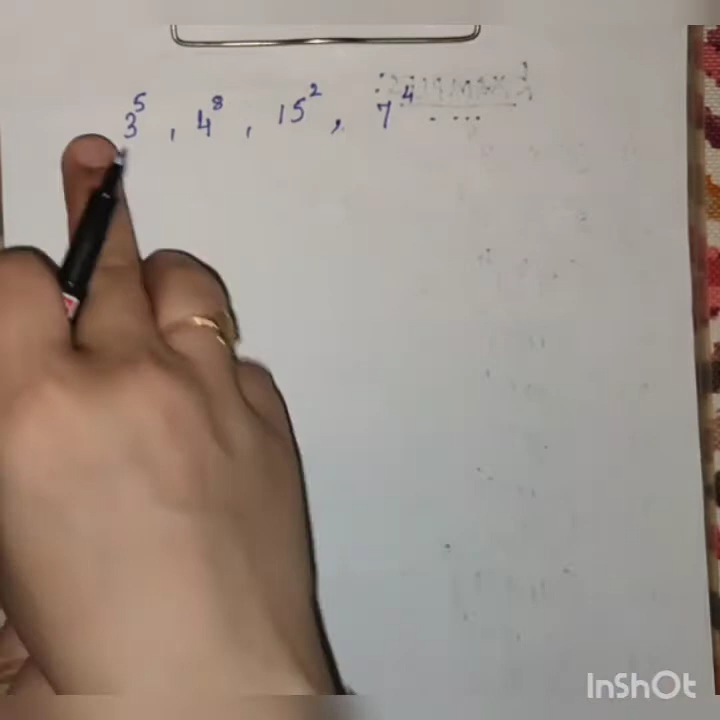 3⁵ , 4⁸ , 15² , 7⁴
InShOt